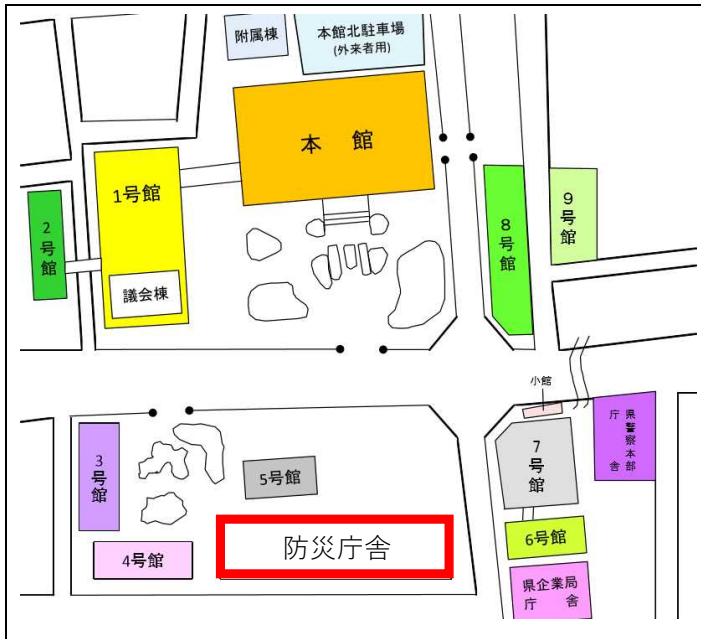 附属棟
本館北駐車場
(外来者用)
本館
1号館
2号館
議会棟
8号館
9号館
小館
県警察本部
庁舎
7号館
3号館
5号館
防災庁舎
4号館
6号館
県企業局
庁舎